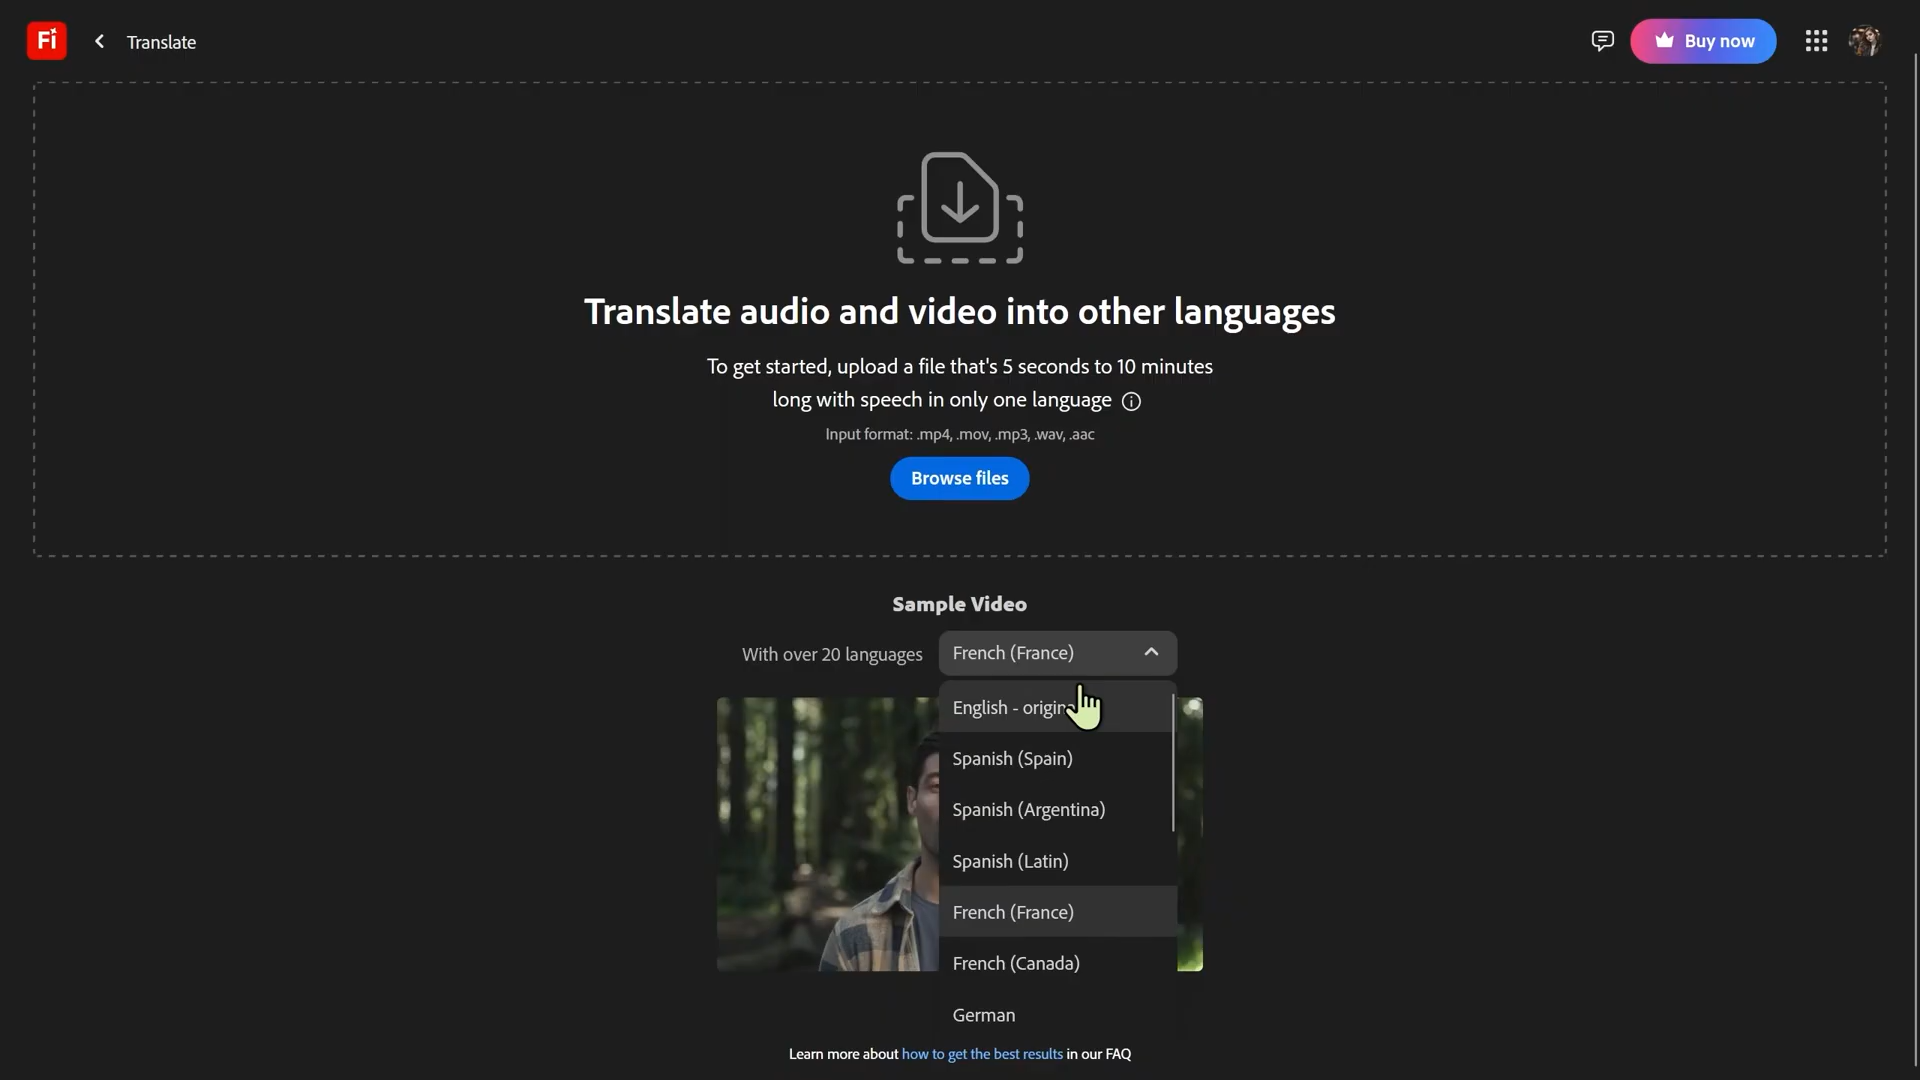 Fi
Translate
Buy now
Translate audio and video into other languages
To get started, upload a file that's 5 seconds to 10 minutes
long with speech in only one language
Input format: .mp4, .mov, .mp3, .wav, .aac
Browse files
Sample Video
With over 20 languages
French (France)
English - origin
Spanish (Spain)
Spanish (Argentina)
Spanish (Latin)
French (France)
French (Canada)
German
Learn more about how to get the best results in our FAQ